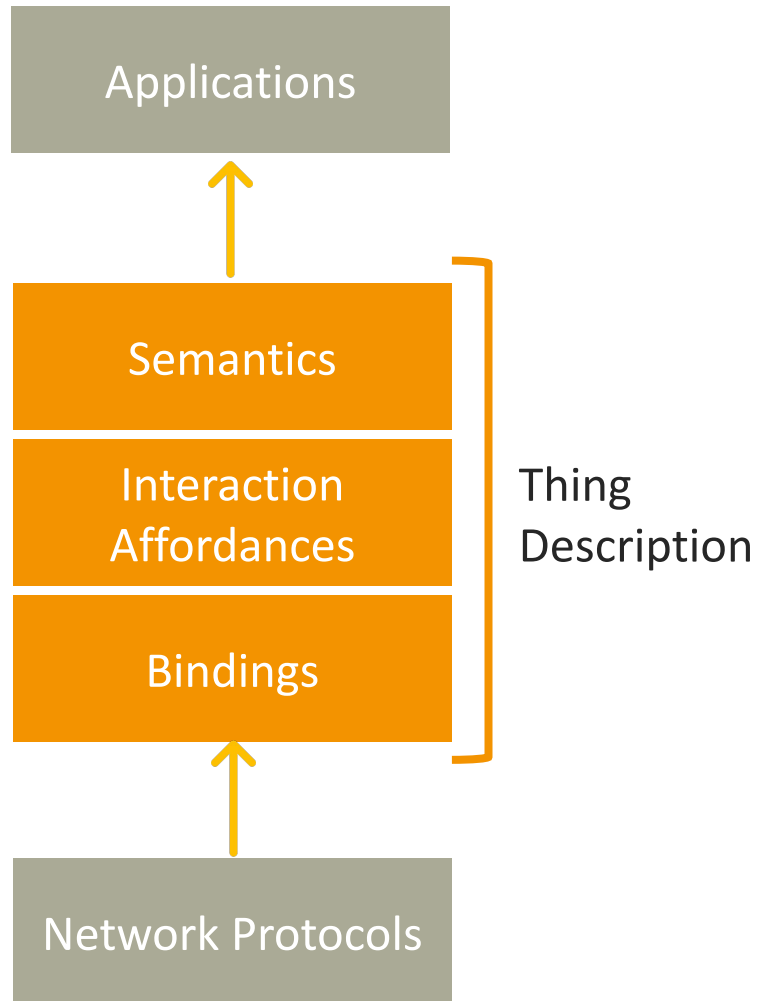 Applications
Semantics
Interaction
Affordances
Thing
Description
Bindings
Network Protocols